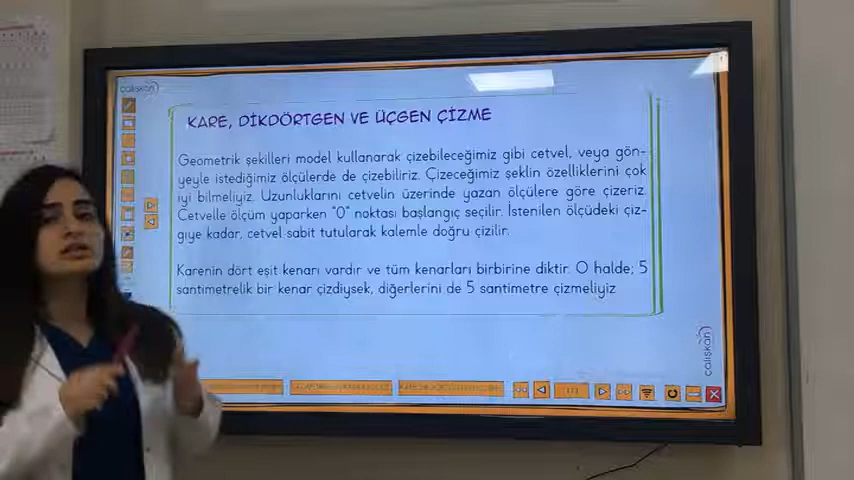 çalışkan
KARE, DİKDÖRTGEN VE ÜÇGEN ÇİZME
Geometrik şekilleri model kullanarak çizebileceğimiz gibi cetvel, veya gön-
yeyle istediğimiz ölçülerde de çizebiliriz. Çizeceğimiz şeklin özelliklerini çok
iyi bilmeliyiz. Uzunluklarını cetvelin üzerinde yazan ölçülere göre çizeriz.
Cetvelle ölçüm yaparken "0" noktası başlangıç seçilir. İstenilen ölçüdeki çiz-
giye kadar, cetvel sabit tutularak kalemle doğru çizilir.
Karenin dört eşit kenarı vardır ve tüm kenarları birbirine diktir. O halde; 5
santimetrelik bir kenar çizdiysek, diğerlerini de 5 santimetre çizmeliyiz
çalışkan